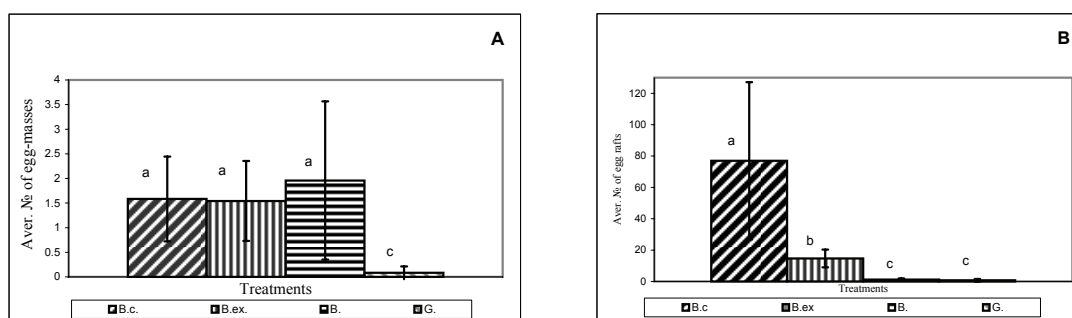 A
Aver. № of egg-masses
4
3.5
3
2.5
2
1.5
1
0.5
0
a
a
a
c
Treatments
B.c. B.ex. B. G.
B
Aver. № of egg rafts
120
100
80
60
40
20
0
a
b
c
c
Treatments
B.c B.ex B. G.